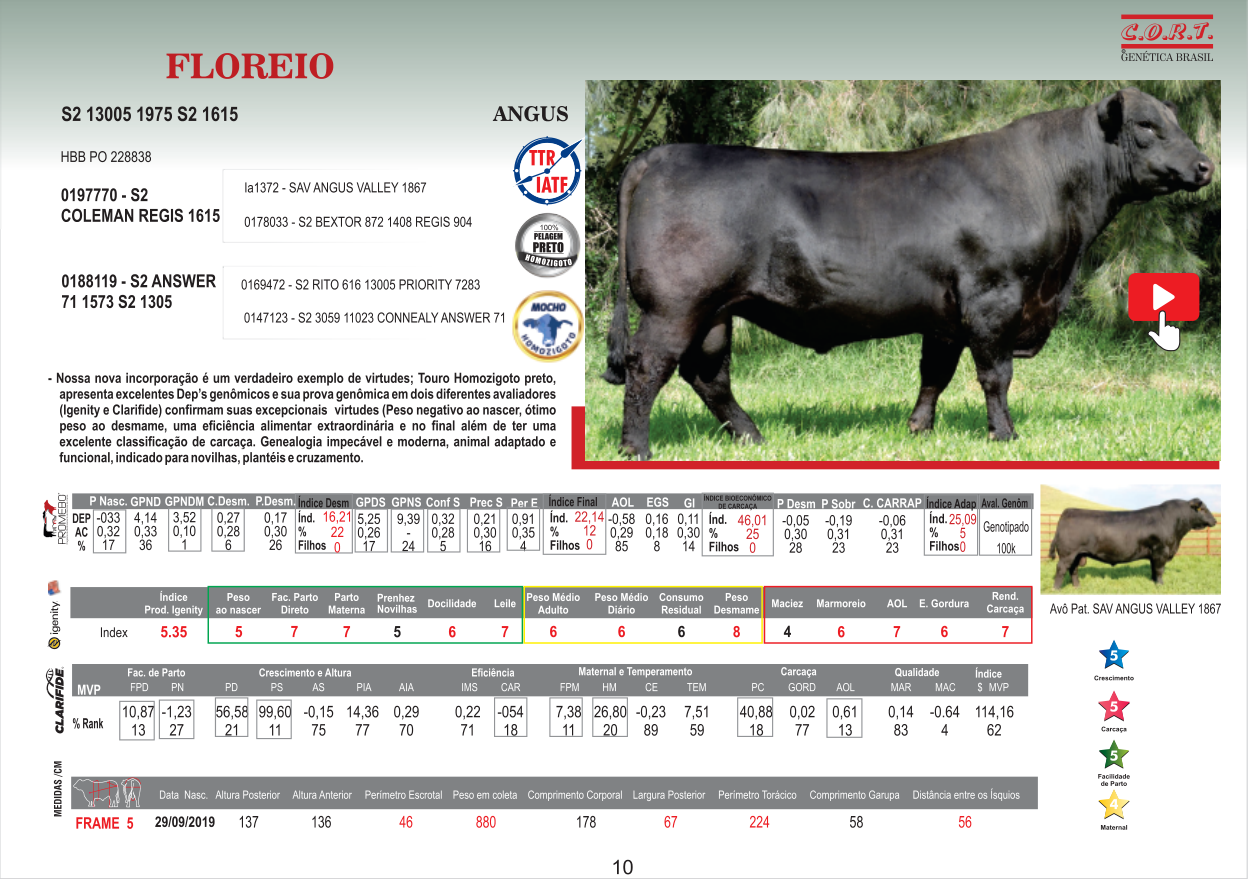 C.O.R.T.
GENÉTICA BRASIL
FLOREIO
S2 13005 1975 S2 1615
ANGUS
HBB PO 228838
0197770 - S2
COLEMAN REGIS 1615
Ia1372 - SAV ANGUS VALLEY 1867
0178033 - S2 BEXTOR 872 1408 REGIS 904
0188119 - S2 ANSWER
71 1573 S2 1305
0169472 - S2 RITO 616 13005 PRIORITY 7283
0147123 - S2 3059 11023 CONNEALY ANSWER 71
TTR
IATF
100%
PELAGEM
PRETO
HOMOZIGOTO
MOCHO
HOMOZIGOTO
- Nossa nova incorporação é um verdadeiro exemplo de virtudes; Touro Homozigoto preto,
apresenta excelentes Dep's genômicos e sua prova genômica em dois diferentes avaliadores
(Igenity e Clarifide) confirmam suas excepcionais virtudes (Peso negativo ao nascer, ótimo
peso ao desmame, uma eficiência alimentar extraordinária e no final além de ter uma
excelente classificação de carcaça. Genealogia impecável e moderna, animal adaptado e
funcional, indicado para novilhas, plantéis e cruzamento.
PROMEBO
P Nasc. GPND GPNDM C.Desm. P.Desm. Índice Desm GPDS GPNS Conf S Prec S Per E Índice Final AOL EGS GI ÍNDICE BIOECONÔMICO DE CARCAÇA P Desm P Sobr C. CARRAP Índice Adap Aval. Genôm
DEP -033 4,14 3,52 0,27 0,17 Índ. 16,21 5,25 9,39 0,32 0,21 0,91 Índ. 22,14 -0,58 0,16 0,11 Índ. 46,01 -0,05 -0,19 -0,06 Índ. 25,09 Genotipado
AC 0,32 0,33 0,10 0,28 0,30 % 22 0,26 - 0,28 0,30 0,35 % 12 0,29 0,18 0,30 % 25 0,30 0,31 0,31 % 5
% 17 36 1 6 26 Filhos 0 17 24 5 16 4 Filhos 0 85 8 14 Filhos 0 28 23 23 Filhos 0 100k
igenity
Índice Prod. Igenity Peso ao nascer Fac. Parto Direto Parto Materna Prenhez Novilhas Docilidade Leile Peso Médio Adulto Peso Médio Diário Consumo Residual Peso Desmame Maciez Marmoreio AOL E. Gordura Rend. Carcaça
Index 5.35 5 7 7 5 6 7 6 6 6 8 4 6 7 6 7
Avô Pat. SAV ANGUS VALLEY 1867
CLARIFIDE
Fac. de Parto Crescimento e Altura Eficiência Maternal e Temperamento Carcaça Qualidade Índice
MVP FPD PN PD PS AS PIA AIA IMS CAR FPM HM CE TEM PC GORD AOL MAR MAC $ MVP
10,87 -1,23 56,58 99,60 -0,15 14,36 0,29 0,22 -054 7,38 26,80 -0,23 7,51 40,88 0,02 0,61 0,14 -0.64 114,16
% Rank 13 27 21 11 75 77 70 71 18 11 20 89 59 18 77 13 83 4 62
5
Crescimento
5
Carcaça
5
Facilidade
de Parto
4
Maternal
MEDIDAS /CM
Data Nasc. Altura Posterior Altura Anterior Perímetro Escrotal Peso em coleta Comprimento Corporal Largura Posterior Perímetro Torácico Comprimento Garupa Distância entre os Ísquios
FRAME 5 29/09/2019 137 136 46 880 178 67 224 58 56
10